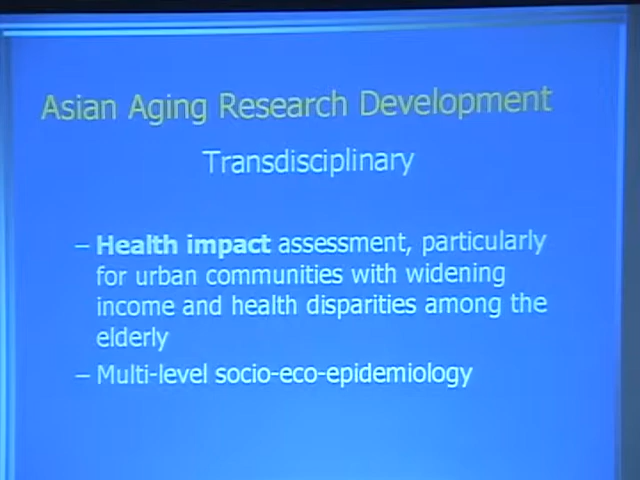 Asian Aging Research Development
Transdisciplinary
– Health impact assessment, particularly
for urban communities with widening
income and health disparities among the
elderly
– Multi-level socio-eco-epidemiology